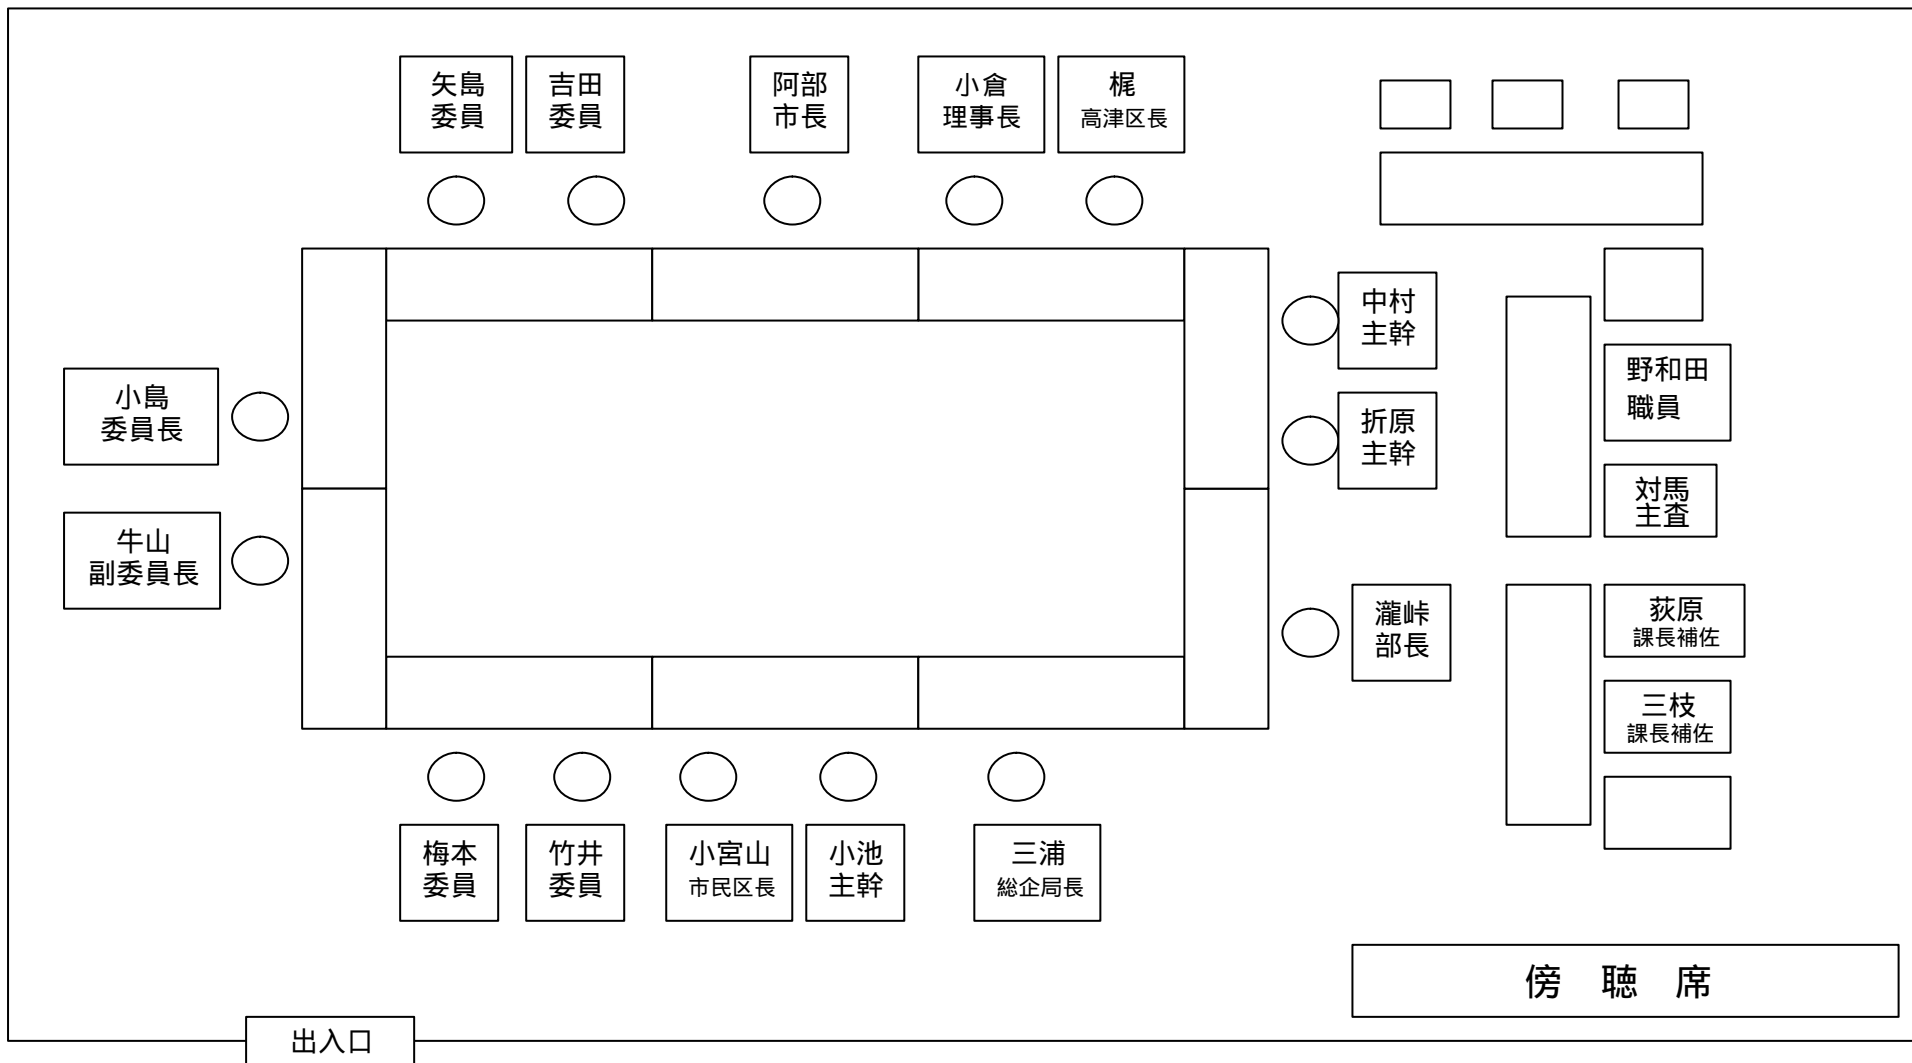 矢島
委員
吉田
委員
阿部
市長
小倉
理事長
梶
高津区長
中村
主幹
野和田
職員
小島
委員長
折原
主幹
対馬
主査
牛山
副委員長
瀧峠
部長
荻原
課長補佐
三枝
課長補佐
梅本
委員
竹井
委員
小宮山
市民区長
小池
主幹
三浦
総企局長
傍 聴 席
出入口